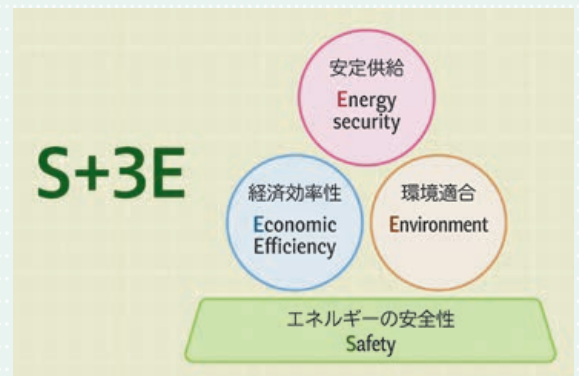 S+3E
安定供給
Energy
security
経済効率性
Economic
Efficiency
環境適合
Environment
エネルギーの安全性
Safety